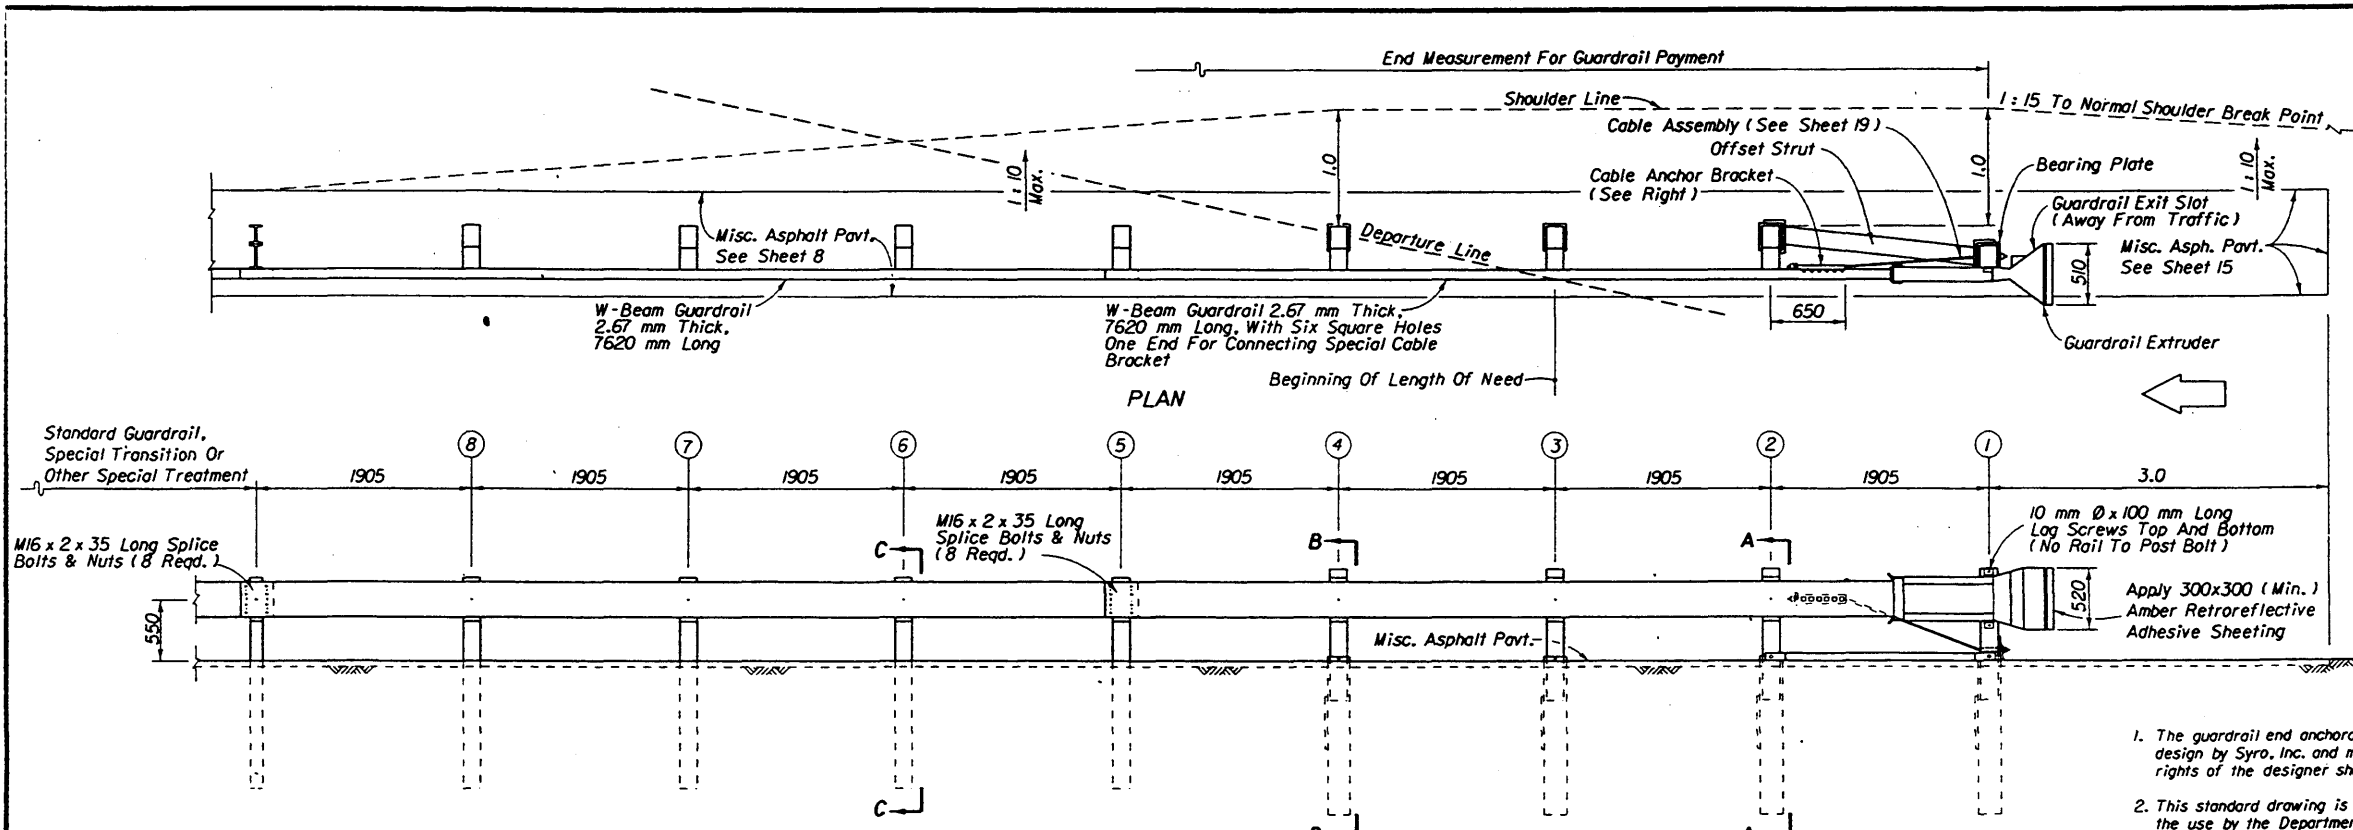 End Measurement For Guardrail Payment
Shoulder Line
1 : 15 To Normal Shoulder Break Point
Cable Assembly (See Sheet 19)
Offset Strut
Cable Anchor Bracket
(See Right)
1.0
1.0
1 : 10
Max.
1 : 10
Max.
Bearing Plate
Guardrail Exit Slot
(Away From Traffic)
Misc. Asph. Pavt.
See Sheet 15
Misc. Asphalt Pavt.
See Sheet 8
Departure Line
510
650
W-Beam Guardrail
2.67 mm Thick,
7620 mm Long
W-Beam Guardrail 2.67 mm Thick,
7620 mm Long, With Six Square Holes
One End For Connecting Special Cable
Bracket
Guardrail Extruder
Beginning Of Length Of Need
PLAN
Standard Guardrail,
Special Transition Or
Other Special Treatment
8
7
6
5
4
3
2
1
1905
1905
1905
1905
1905
1905
1905
1905
3.0
M16 x 2 x 35 Long Splice
Bolts & Nuts (8 Reqd.)
M16 x 2 x 35 Long
Splice Bolts & Nuts
(8 Reqd.)
C
B
A
10 mm Ø x 100 mm Long
Lag Screws Top And Bottom
(No Rail To Post Bolt)
550
520
Apply 300x300 (Min.)
Amber Retroreflective
Adhesive Sheeting
Misc. Asphalt Pavt.
C
1. The guardrail end anchora
design by Syro, Inc. and m
rights of the designer sh
2. This standard drawing is
the use by the Departmen